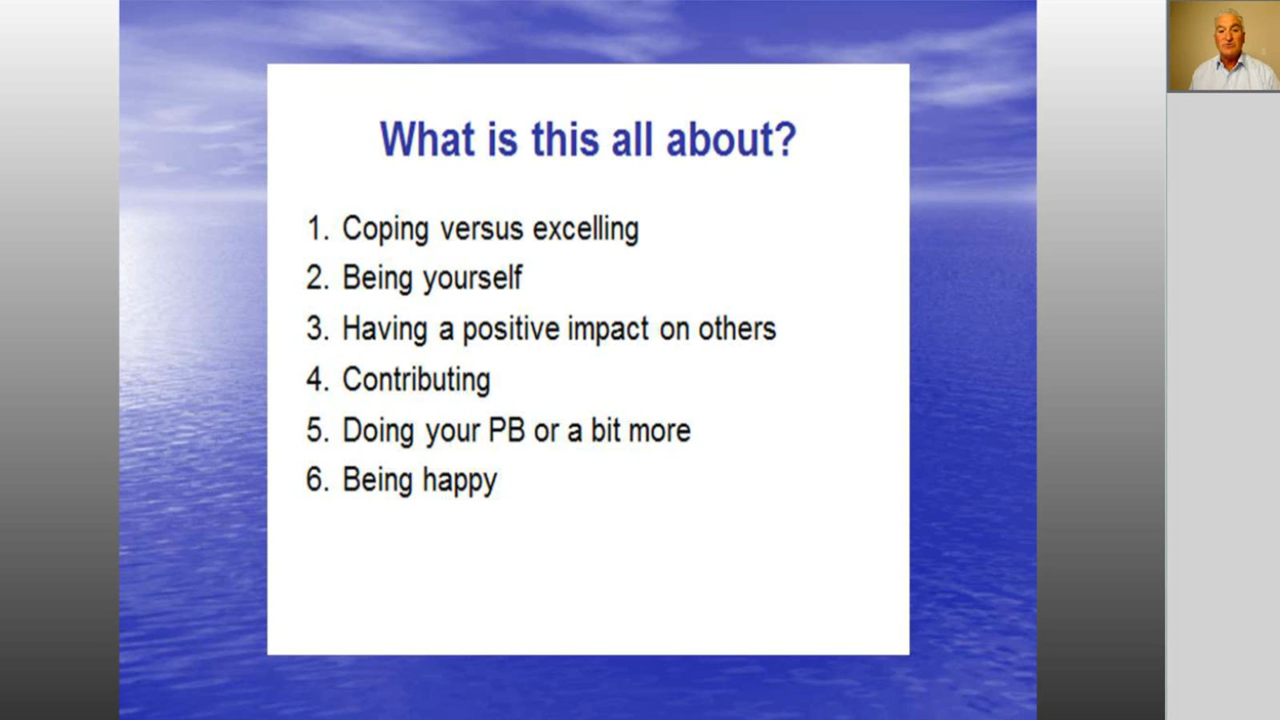 What is this all about?
1. Coping versus excelling
2. Being yourself
3. Having a positive impact on others
4. Contributing
5. Doing your PB or a bit more
6. Being happy